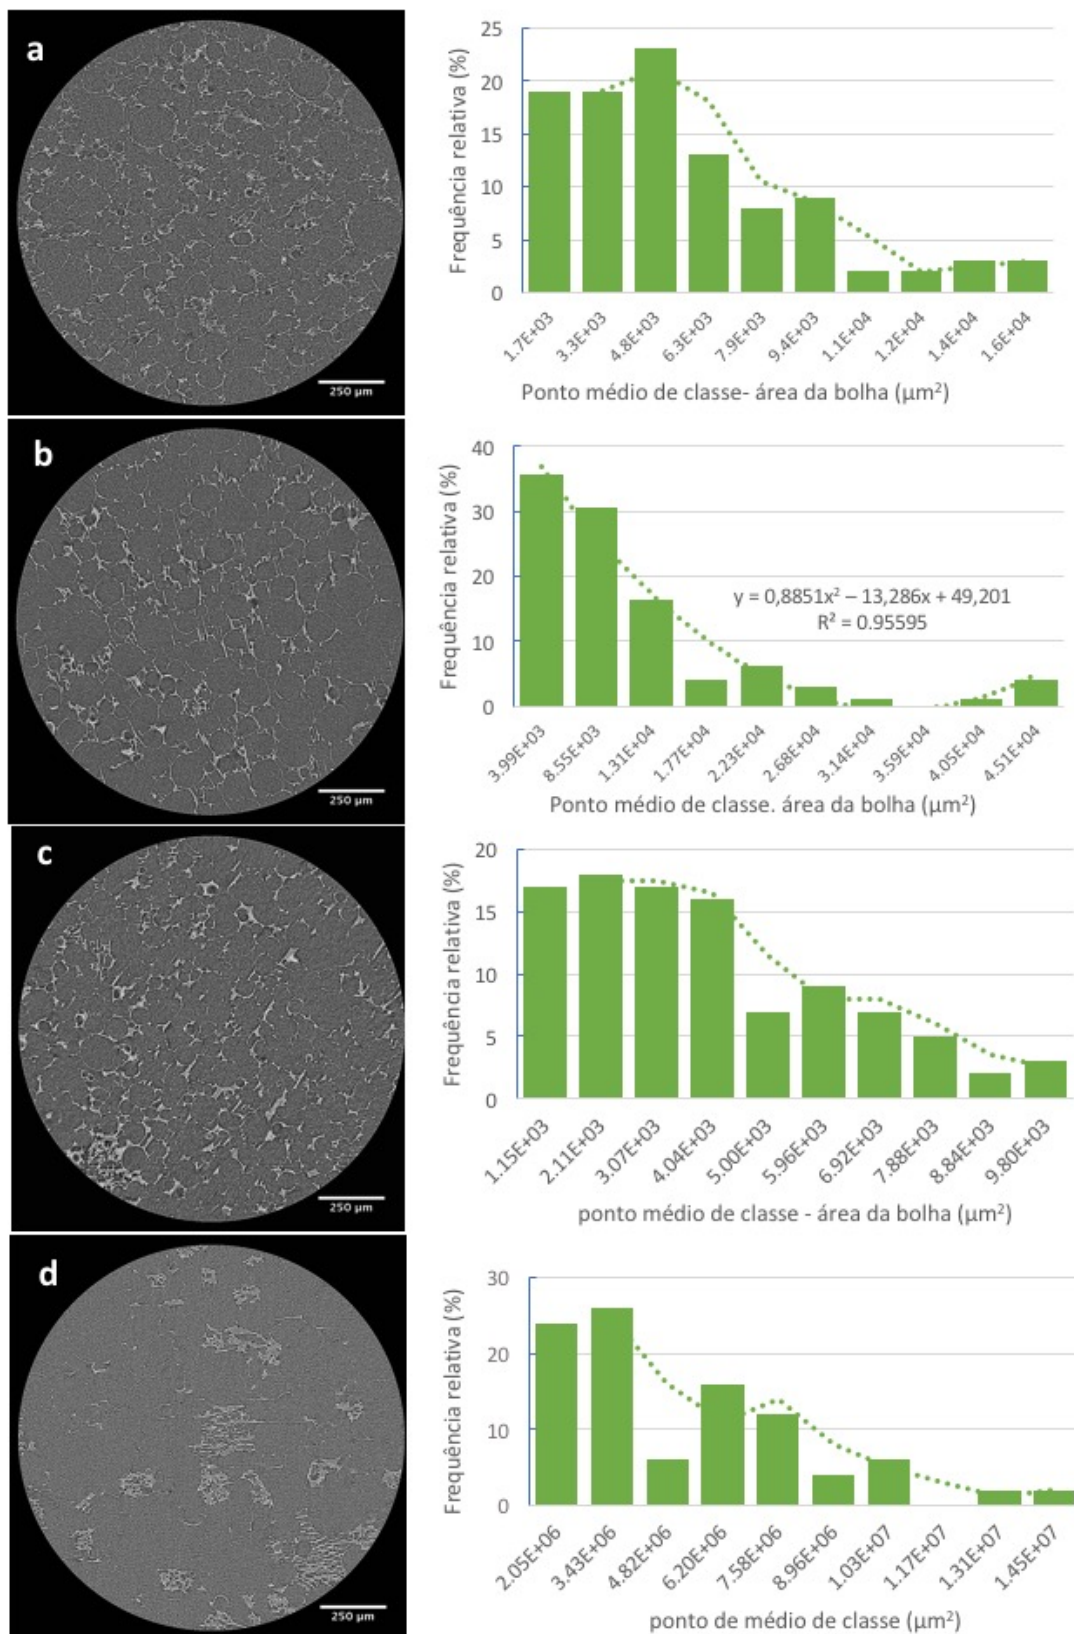 a
250 µm
Frequência relativa (%)
25
20
15
10
5
0
1.7E+03
3.3E+03
4.8E+03
6.3E+03
7.9E+03
9.4E+03
1.1E+04
1.2E+04
1.4E+04
1.6E+04
Ponto médio de classe- área da bolha (µm²)
b
250 µm
Frequência relativa (%)
40
30
20
10
0
y = 0,8851x² – 13,286x + 49,201
R² = 0.95595
3.99E+03
8.55E+03
1.31E+04
1.77E+04
2.23E+04
2.68E+04
3.14E+04
3.59E+04
4.05E+04
4.51E+04
Ponto médio de classe. área da bolha (µm²)
c
250 µm
Frequência relativa (%)
20
15
10
5
0
1.15E+03
2.11E+03
3.07E+03
4.04E+03
5.00E+03
5.96E+03
6.92E+03
7.88E+03
8.84E+03
9.80E+03
ponto médio de classe - área da bolha (µm²)
d
250 µm
Frequência relativa (%)
30
20
10
0
2.05E+06
3.43E+06
4.82E+06
6.20E+06
7.58E+06
8.96E+06
1.03E+07
1.17E+07
1.31E+07
1.45E+07
ponto de médio de classe (µm²)